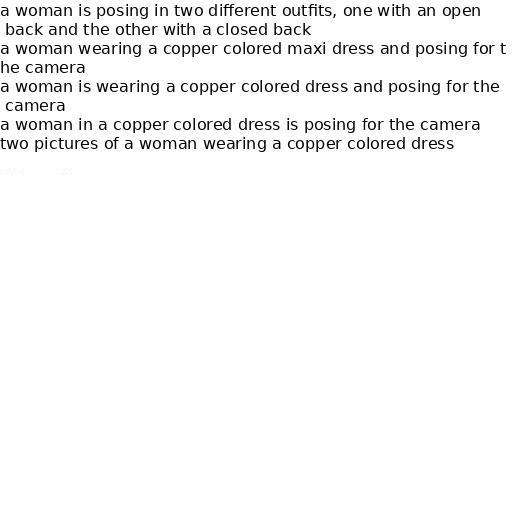 a woman is posing in two different outfits, one with an open
back and the other with a closed back
a woman wearing a copper colored maxi dress and posing for t
he camera
a woman is wearing a copper colored dress and posing for the
camera
a woman in a copper colored dress is posing for the camera
two pictures of a woman wearing a copper colored dress